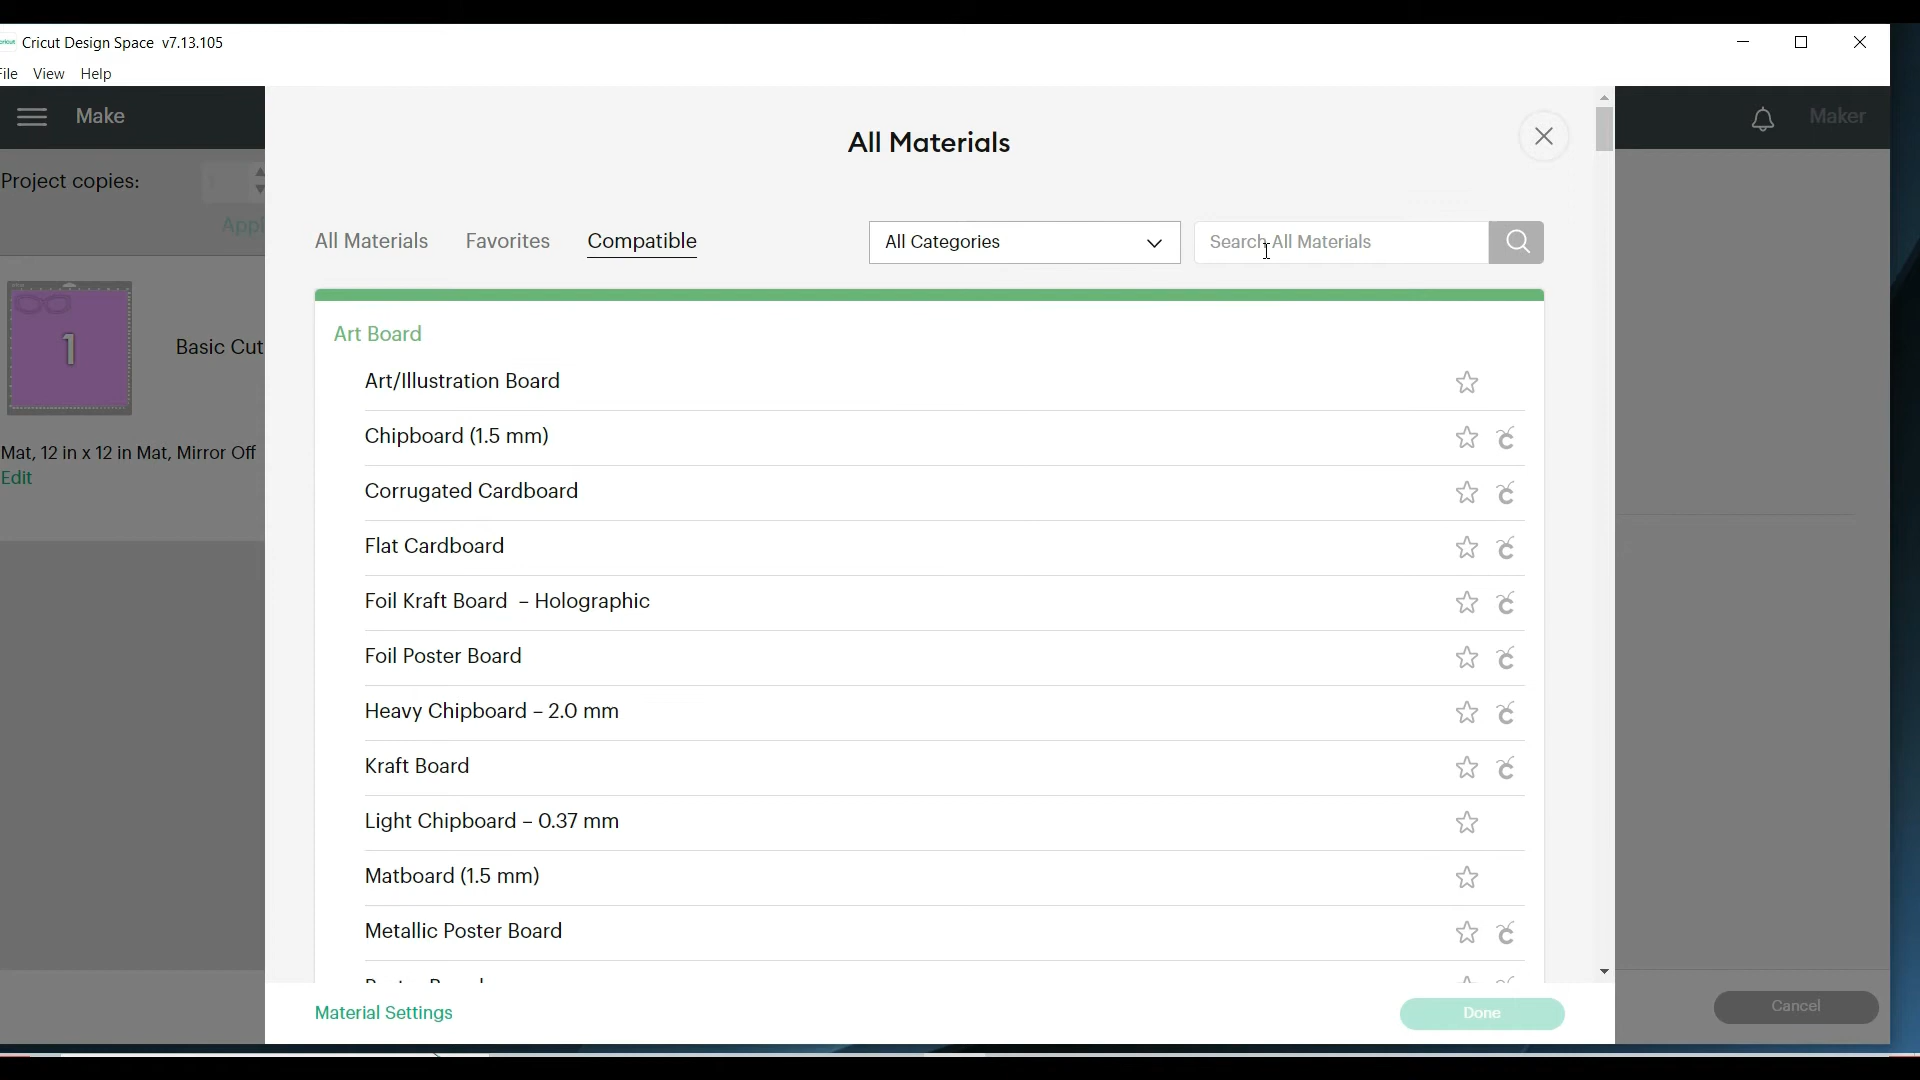 Cricut Design Space v7.13.105
File View Help
Make
Maker
All Materials
Project copies:
All Materials Favorites Compatible
All Categories
Search All Materials
1
Basic Cut
Mat, 12 in x 12 in Mat, Mirror Off
Edit
Art Board
Art/Illustration Board
Chipboard (1.5 mm)
Corrugated Cardboard
Flat Cardboard
Foil Kraft Board – Holographic
Foil Poster Board
Heavy Chipboard – 2.0 mm
Kraft Board
Light Chipboard – 0.37 mm
Matboard (1.5 mm)
Metallic Poster Board
Material Settings
Done
Cancel